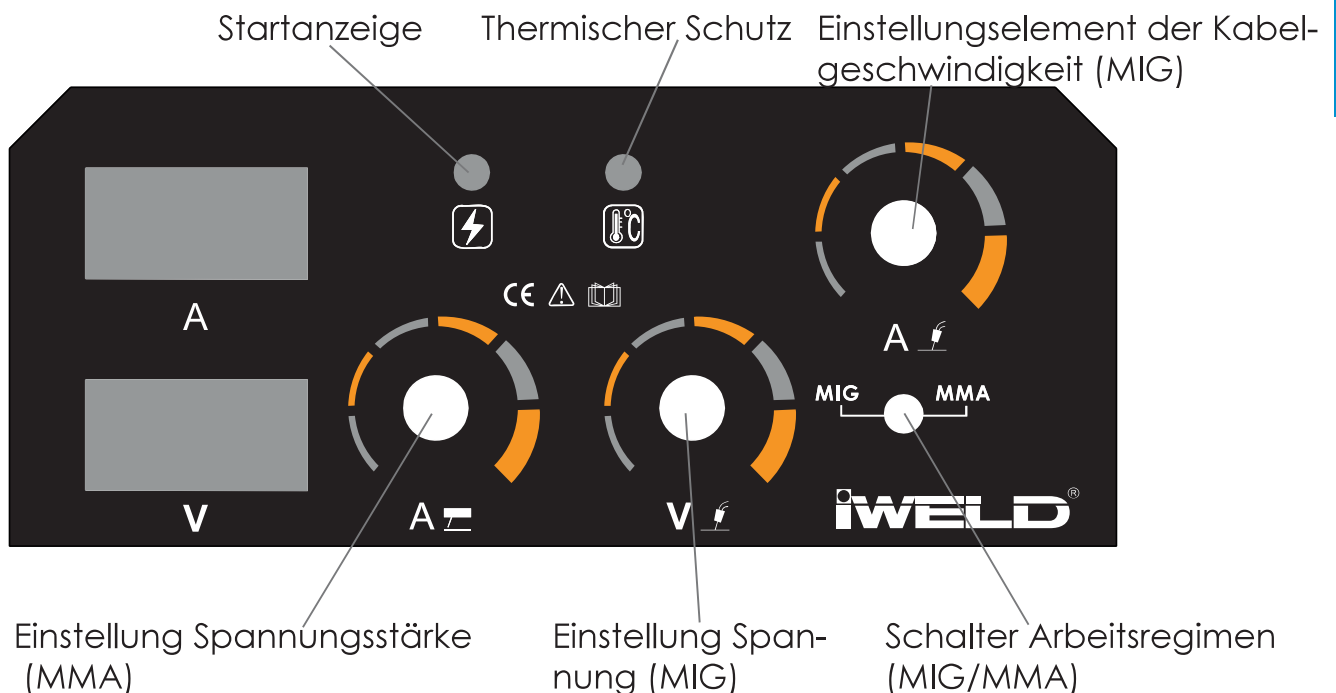 Startanzeige
Thermischer Schutz
Einstellungselement der Kabel-
geschwindigkeit (MIG)
°C
A
CE
A
MIG
MMA
V
A
V
iWELD®
Einstellung Spannungsstärke
(MMA)
Einstellung Span-
nung (MIG)
Schalter Arbeitsregimen
(MIG/MMA)